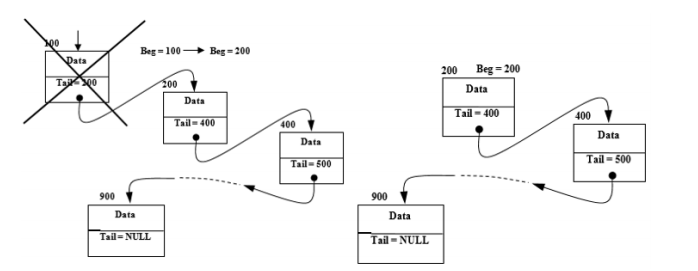 100
Data
Tail = 200
Beg = 100 Beg = 200
200
Data
Tail = 400
400
Data
Tail = 500
900
Data
Tail = NULL
200 Beg = 200
Data
Tail = 400
400
Data
Tail = 500
900
Data
Tail = NULL